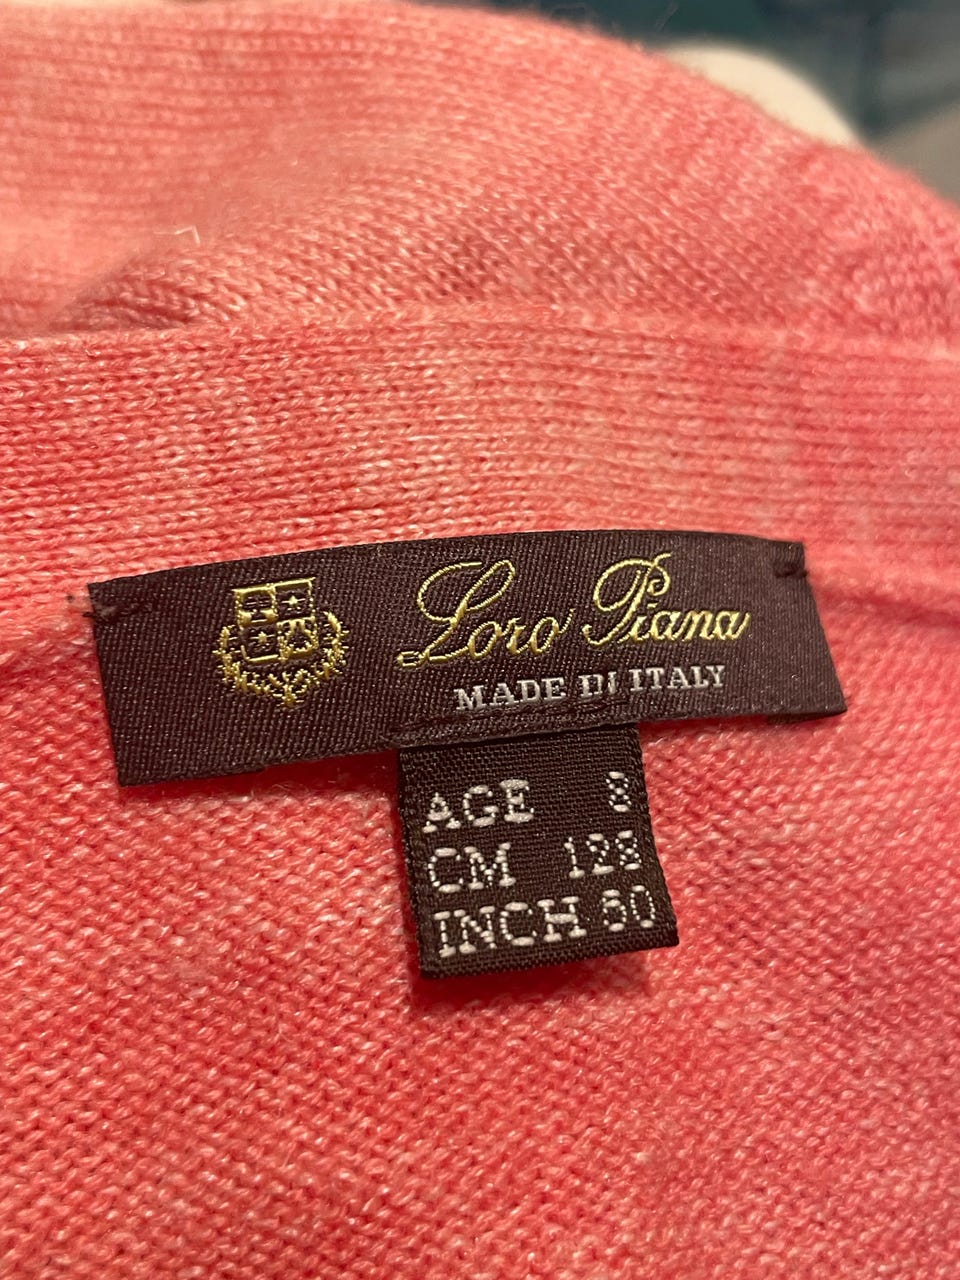 Loro Piana
MADE IN ITALY
AGE 8
CM 128
INCH 50